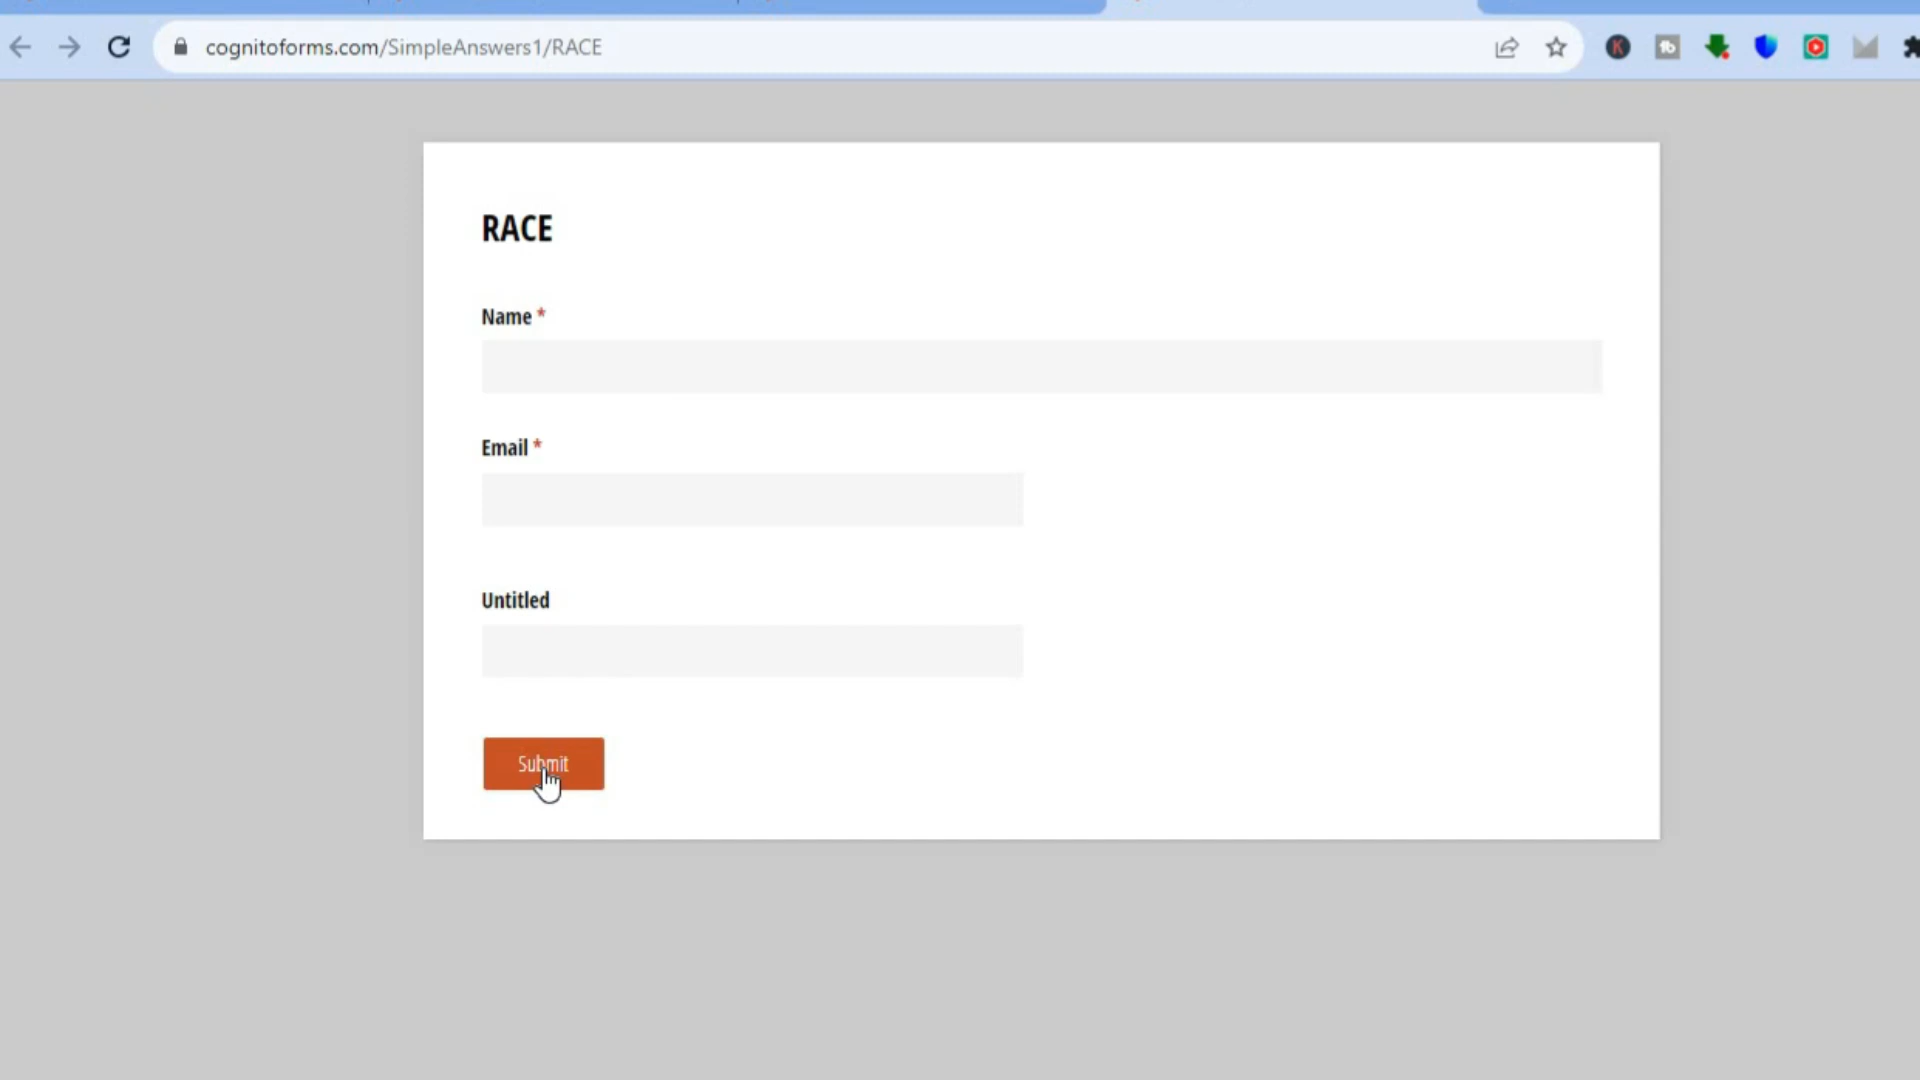 cognitoforms.com/SimpleAnswers1/RACE
RACE
Name *
Email *
Untitled
Submit